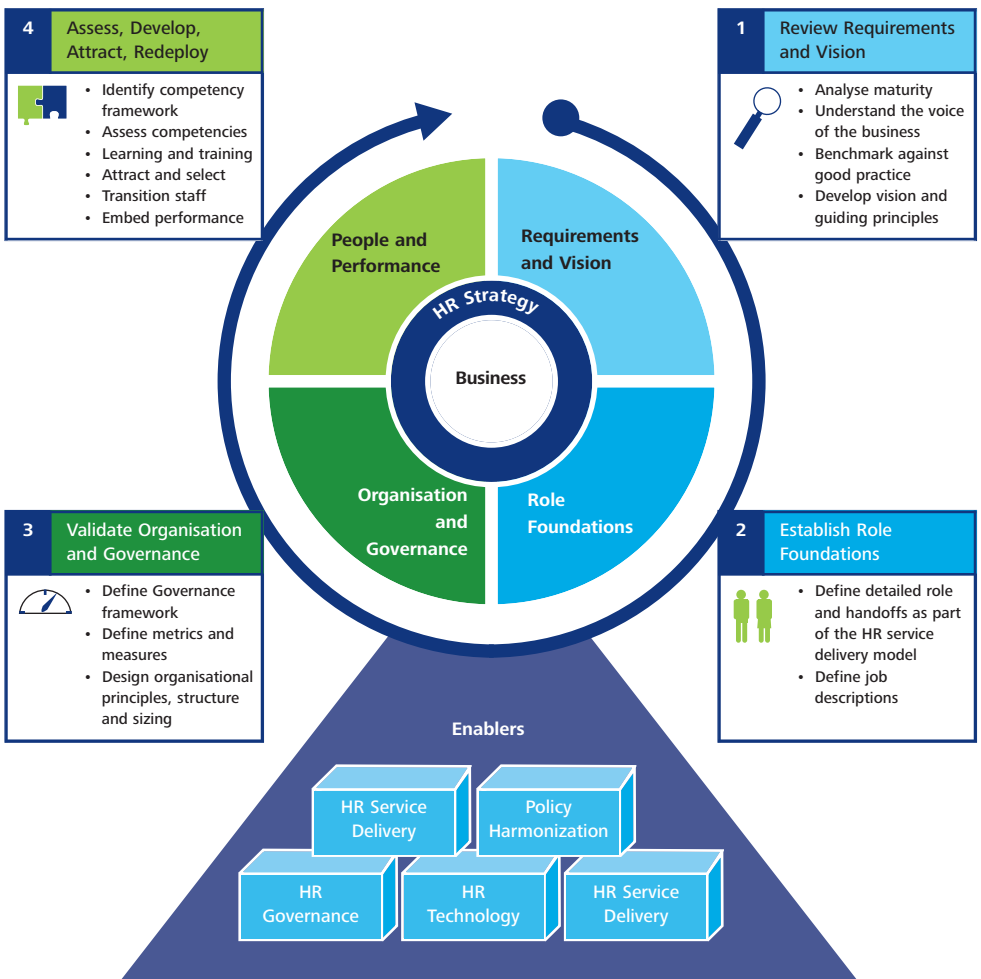 4
Assess, Develop,
Attract, Redeploy
• Identify competency
framework
• Assess competencies
• Learning and training
• Attract and select
• Transition staff
• Embed performance
1
Review Requirements
and Vision
• Analyse maturity
• Understand the voice
of the business
• Benchmark against
good practice
• Develop vision and
guiding principles
People and
Performance
Requirements
and Vision
HR Strategy
Business
Organisation
and
Governance
Role
Foundations
3
Validate Organisation
and Governance
• Define Governance
framework
• Define metrics and
measures
• Design organisational
principles, structure
and sizing
2
Establish Role
Foundations
• Define detailed role
and handoffs as part
of the HR service
delivery model
• Define job
descriptions
Enablers
HR Service
Delivery
Policy
Harmonization
HR
Governance
HR
Technology
HR Service
Delivery